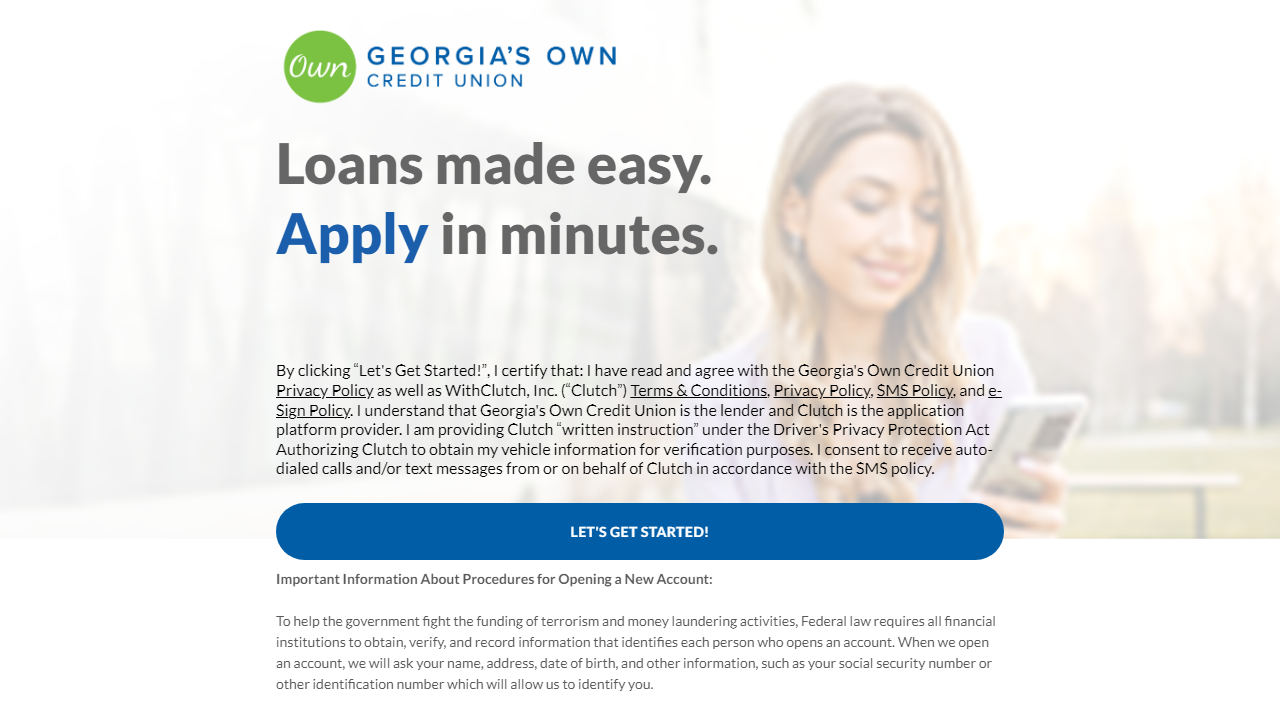 Own
GEORGIA'S OWN
CREDIT UNION
Loans made easy.
Apply in minutes.
By clicking “Let's Get Started!”, I certify that: I have read and agree with the Georgia's Own Credit Union
Privacy Policy as well as WithClutch, Inc. (“Clutch”) Terms & Conditions, Privacy Policy, SMS Policy, and e-
Sign Policy. I understand that Georgia's Own Credit Union is the lender and Clutch is the application
platform provider. I am providing Clutch “written instruction” under the Driver's Privacy Protection Act
Authorizing Clutch to obtain my vehicle information for verification purposes. I consent to receive auto-
dialed calls and/or text messages from or on behalf of Clutch in accordance with the SMS policy.
LET'S GET STARTED!
Important Information About Procedures for Opening a New Account:
To help the government fight the funding of terrorism and money laundering activities, Federal law requires all financial
institutions to obtain, verify, and record information that identifies each person who opens an account. When we open
an account, we will ask your name, address, date of birth, and other information, such as your social security number or
other identification number which will allow us to identify you.